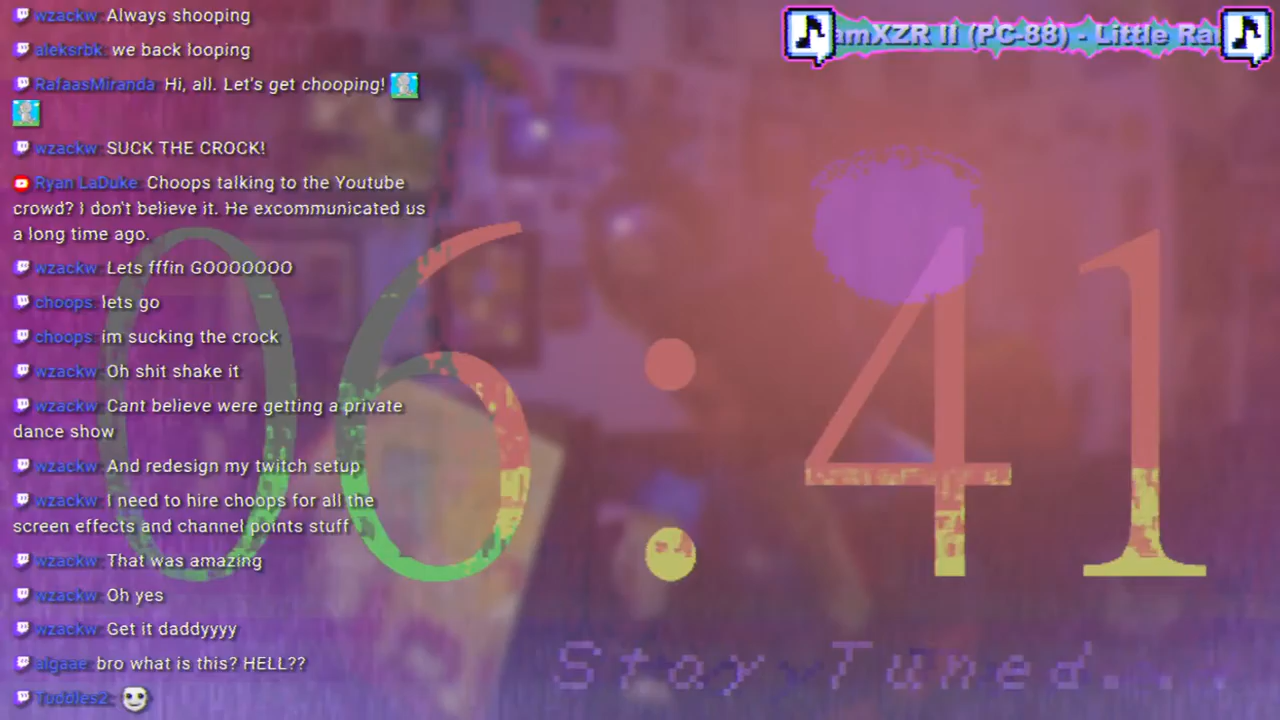 wzackw: Always shooping
aleksrbk: we back looping
RafaasMiranda: Hi, all. Let's get chooping!
wzackw: SUCK THE CROCK!
Ryan LaDuke: Choops talking to the Youtube
crowd? I don't believe it. He excommunicated us
a long time ago.
wzackw: Lets fffin GOOOOOOO
choops: lets go
choops: im sucking the crock
wzackw: Oh shit shake it
wzackw: Cant believe were getting a private
dance show
wzackw: And redesign my twitch setup
wzackw: I need to hire choops for all the
screen effects and channel points stuff
wzackw: That was amazing
wzackw: Oh yes
wzackw: Get it daddyyyy
algaae: bro what is this? HELL??
Tuddles2:
amXZR II (PC-88) - Little Ra
06:41
Stay Tuned...